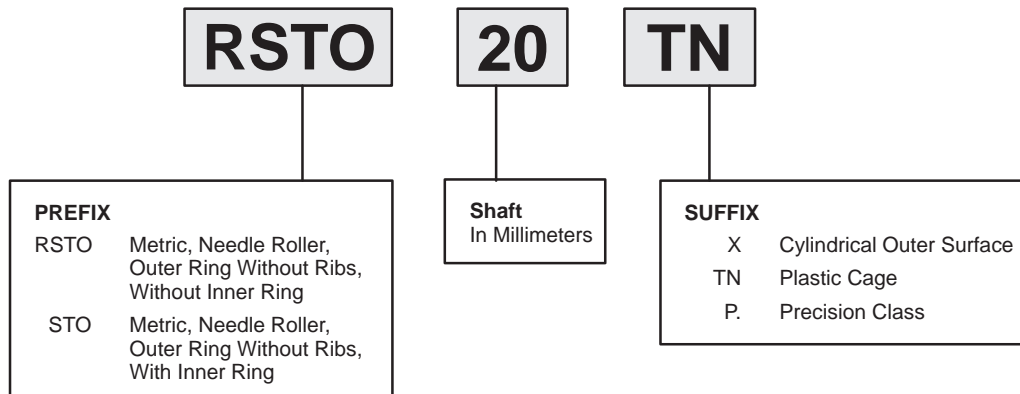 RSTO 20 TN
PREFIX
RSTO Metric, Needle Roller,
Outer Ring Without Ribs,
Without Inner Ring
STO Metric, Needle Roller,
Outer Ring Without Ribs,
With Inner Ring
Shaft
In Millimeters
SUFFIX
X Cylindrical Outer Surface
TN Plastic Cage
P. Precision Class